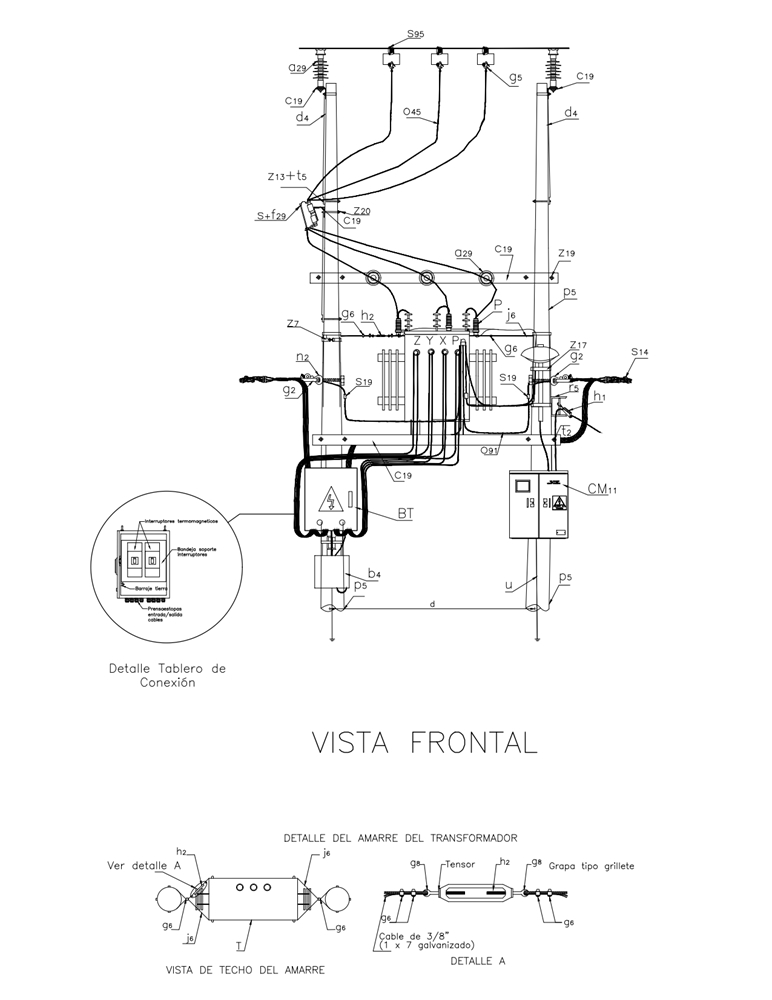 S95
a29
g5
C19
C19
d4
O45
d4
Z13+t5
S+f29
Z20
C19
a29
C19
Z19
p5
P
g6
h2
j6
Z7
Z Y X P
g6
Z17
n2
g2
S14
g2
S19
S19
r5
h1
t2
O91
C19
CM11
BT
Interruptores termomagneticos
Bandeja soporte
interruptores
Barraje tierra
Prensaestopas
entrada/salida
cables
b4
p5
u
p5
d
Detalle Tablero de
Conexión
VISTA FRONTAL
DETALLE DEL AMARRE DEL TRANSFORMADOR
h2
j6
Ver detalle A
g6
j6
T
g6
VISTA DE TECHO DEL AMARRE
g8
Tensor
h2
g8
Grapa tipo grillete
g6
g6
Cable de 3/8"
(1 x 7 galvanizado)
DETALLE A